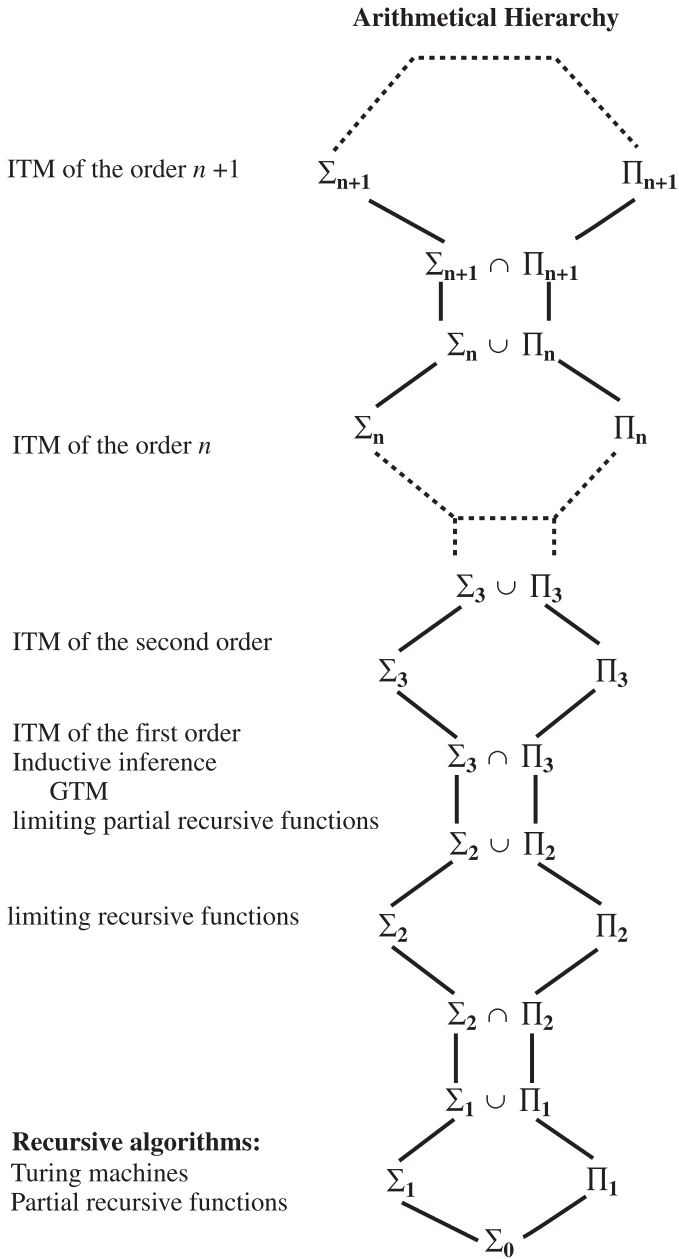 Arithmetical Hierarchy
ITM of the order n +1
Σn+1 Πn+1
Σn+1 ∩ Πn+1
Σn ∪ Πn
Σn Πn
ITM of the order n
Σ3 ∪ Π3
ITM of the second order
Σ3 Π3
ITM of the first order
Σ3 ∩ Π3
Inductive inference
GTM
limiting partial recursive functions
Σ2 ∪ Π2
limiting recursive functions
Σ2 Π2
Σ2 ∩ Π2
Σ1 ∪ Π1
Recursive algorithms:
Turing machines
Σ1 Π1
Partial recursive functions
Σ0